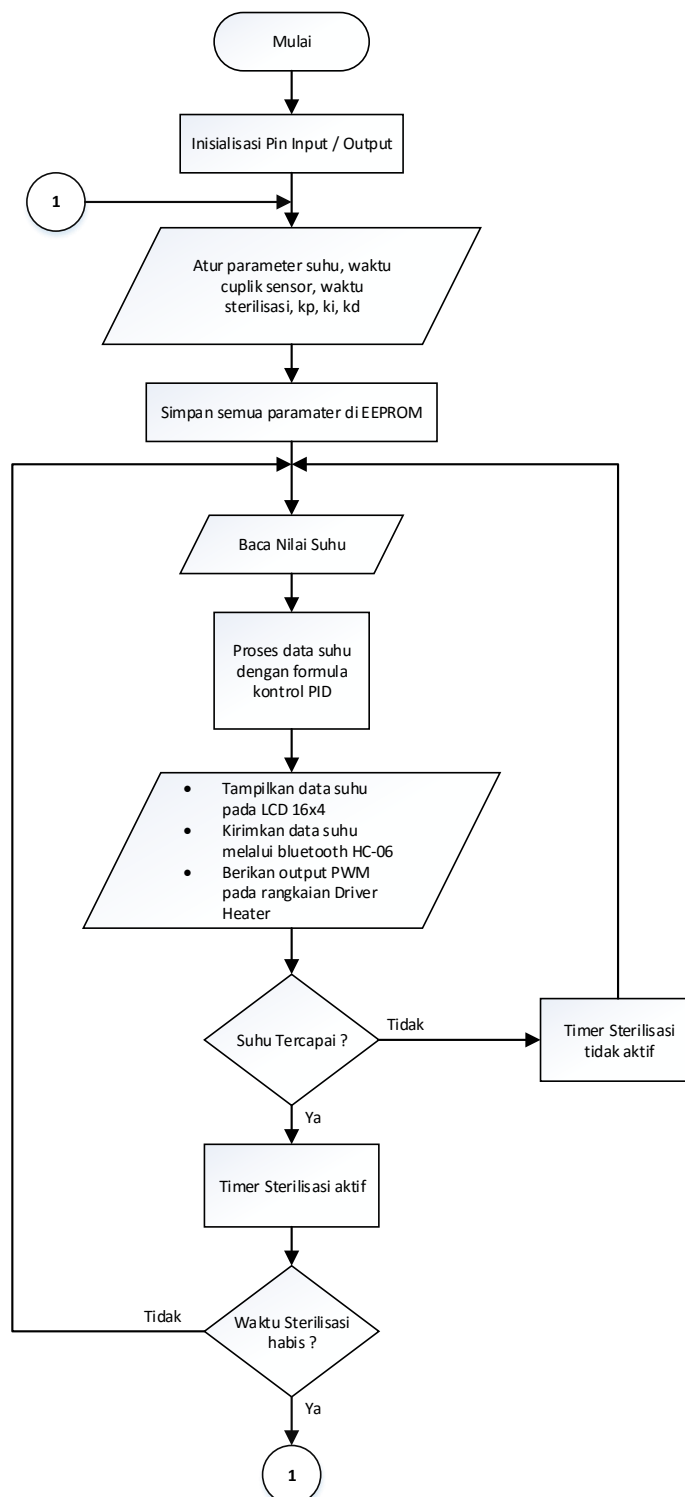 Mulai
Inisialisasi Pin Input / Output
1
Atur parameter suhu, waktu
cuplik sensor, waktu
sterilisasi, kp, ki, kd
Simpan semua paramater di EEPROM
Baca Nilai Suhu
Proses data suhu
dengan formula
kontrol PID
• Tampilkan data suhu
pada LCD 16x4
• Kirimkan data suhu
melalui bluetooth HC-06
• Berikan output PWM
pada rangkaian Driver
Heater
Suhu Tercapai ?
Tidak
Timer Sterilisasi
tidak aktif
Ya
Timer Sterilisasi aktif
Tidak
Waktu Sterilisasi
habis ?
Ya
1